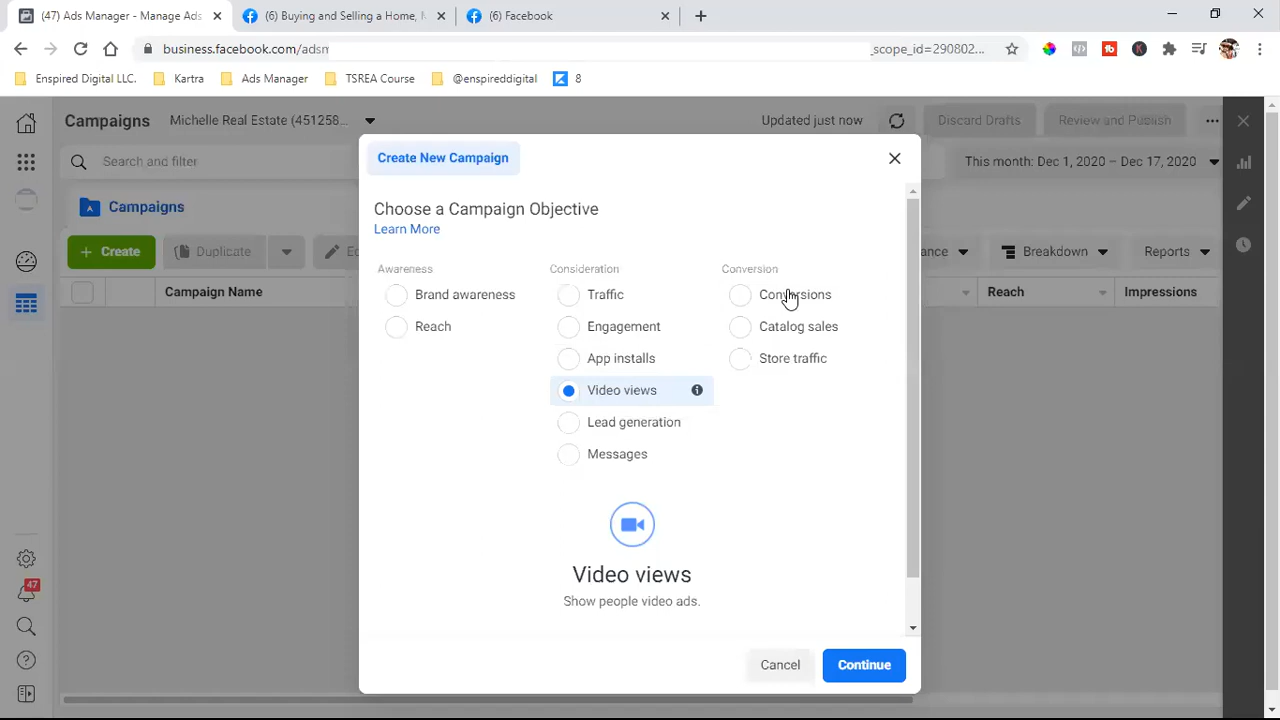 (47) Ads Manager - Manage Ads
(6) Buying and Selling a Home,
(6) Facebook
business.facebook.com/adsm
_scope_id=290802...
Enspired Digital LLC.
Kartra
Ads Manager
TSREA Course
@enspireddigital
8
Campaigns
Michelle Real Estate (451258...
Updated just now
Discard Drafts
Review and Publish
Create New Campaign
Search and filter
This month: Dec 1, 2020 – Dec 17, 2020
Campaigns
Choose a Campaign Objective
Learn More
+ Create
Duplicate
Ed
nce
Breakdown
Reports
Awareness
Consideration
Conversion
Campaign Name
Brand awareness
Traffic
Conversions
Reach
Impressions
Reach
Engagement
Catalog sales
App installs
Store traffic
Video views
Lead generation
Messages
Video views
Show people video ads.
47
Cancel
Continue